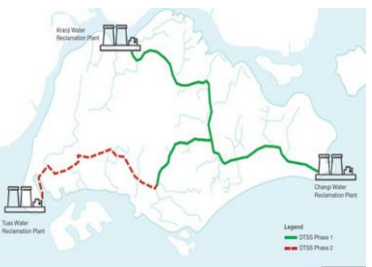 Kranji Water
Reclamation Plant
Changi Water
Reclamation Plant
Tuas Water
Reclamation Plant
Legend
DTSS Phase 1
DTSS Phase 2